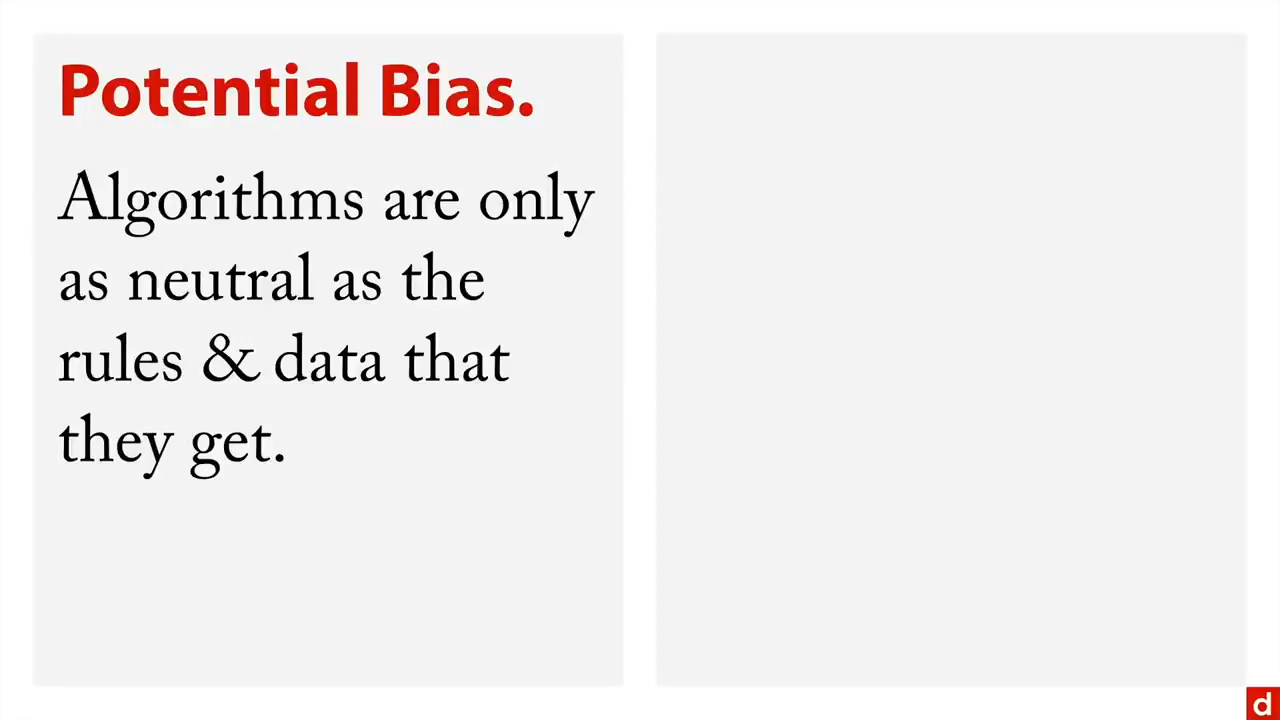 Potential Bias.
Algorithms are only
as neutral as the
rules & data that
they get.
d